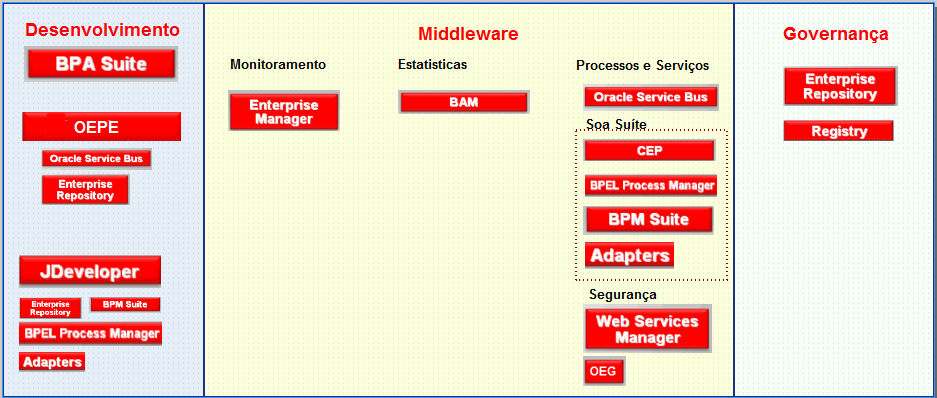 Desenvolvimento
BPA Suite
OEPE
Oracle Service Bus
Enterprise
Repository
JDeveloper
Enterprise
Repository
BPM Suite
BPEL Process Manager
Adapters
Middleware
Monitoramento
Enterprise
Manager
Estatisticas
BAM
Processos e Serviços
Oracle Service Bus
Soa Suíte
CEP
BPEL Process Manager
BPM Suite
Adapters
Segurança
Web Services
Manager
OEG
Governança
Enterprise
Repository
Registry